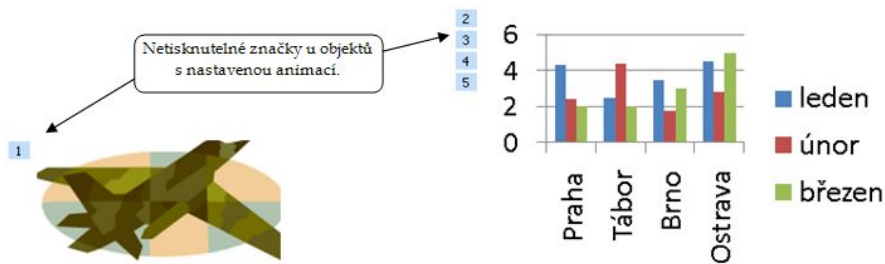 Netisknutelné značky u objektů
s nastavenou animací.
1
2
3
4
5
6
4
2
0
Praha
Tábor
Brno
Ostrava
leden
únor
březen